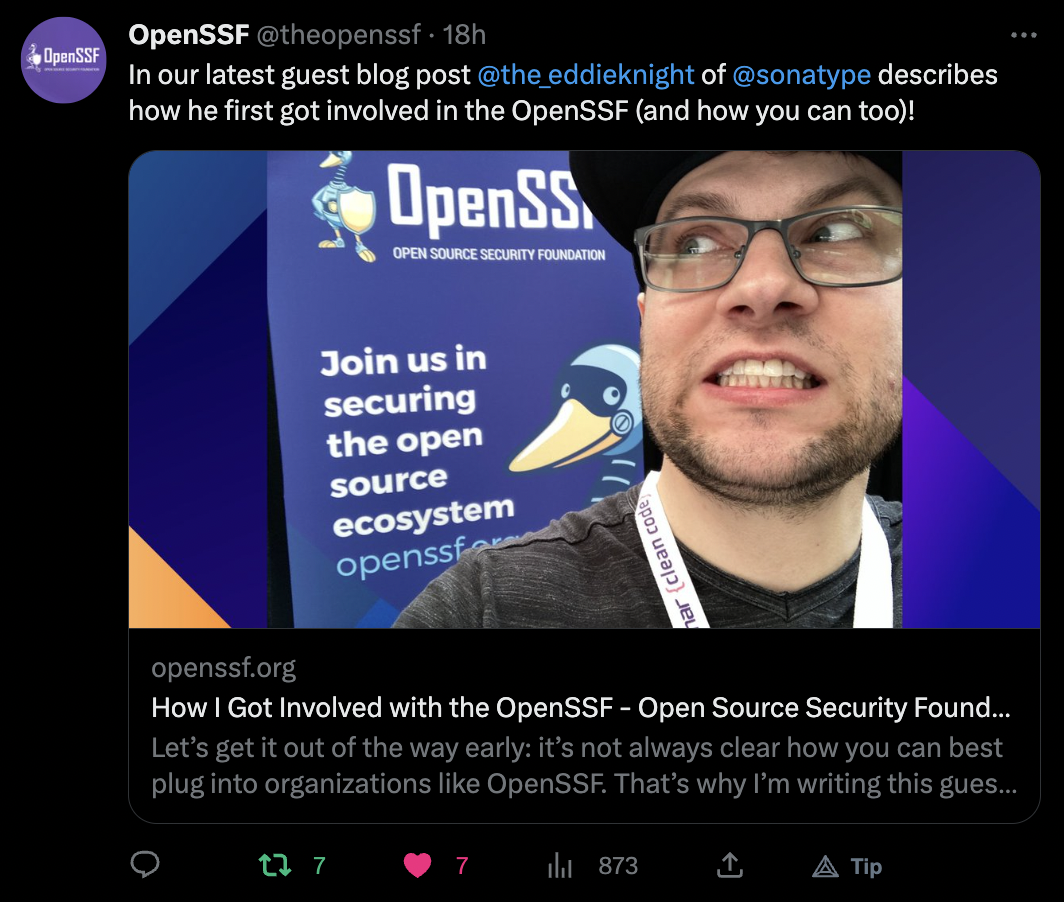 OpenSSF
OpenSSF @theopenssf · 18h
In our latest guest blog post @the_eddieknight of @sonatype describes
how he first got involved in the OpenSSF (and how you can too)!
OpenSSF
OPEN SOURCE SECURITY FOUNDATION
Join us in
securing
the open
source
ecosystem
openssf.org
{clean code}
openssf.org
How I Got Involved with the OpenSSF - Open Source Security Found...
Let’s get it out of the way early: it’s not always clear how you can best
plug into organizations like OpenSSF. That’s why I’m writing this gues...
7 7 873 Tip